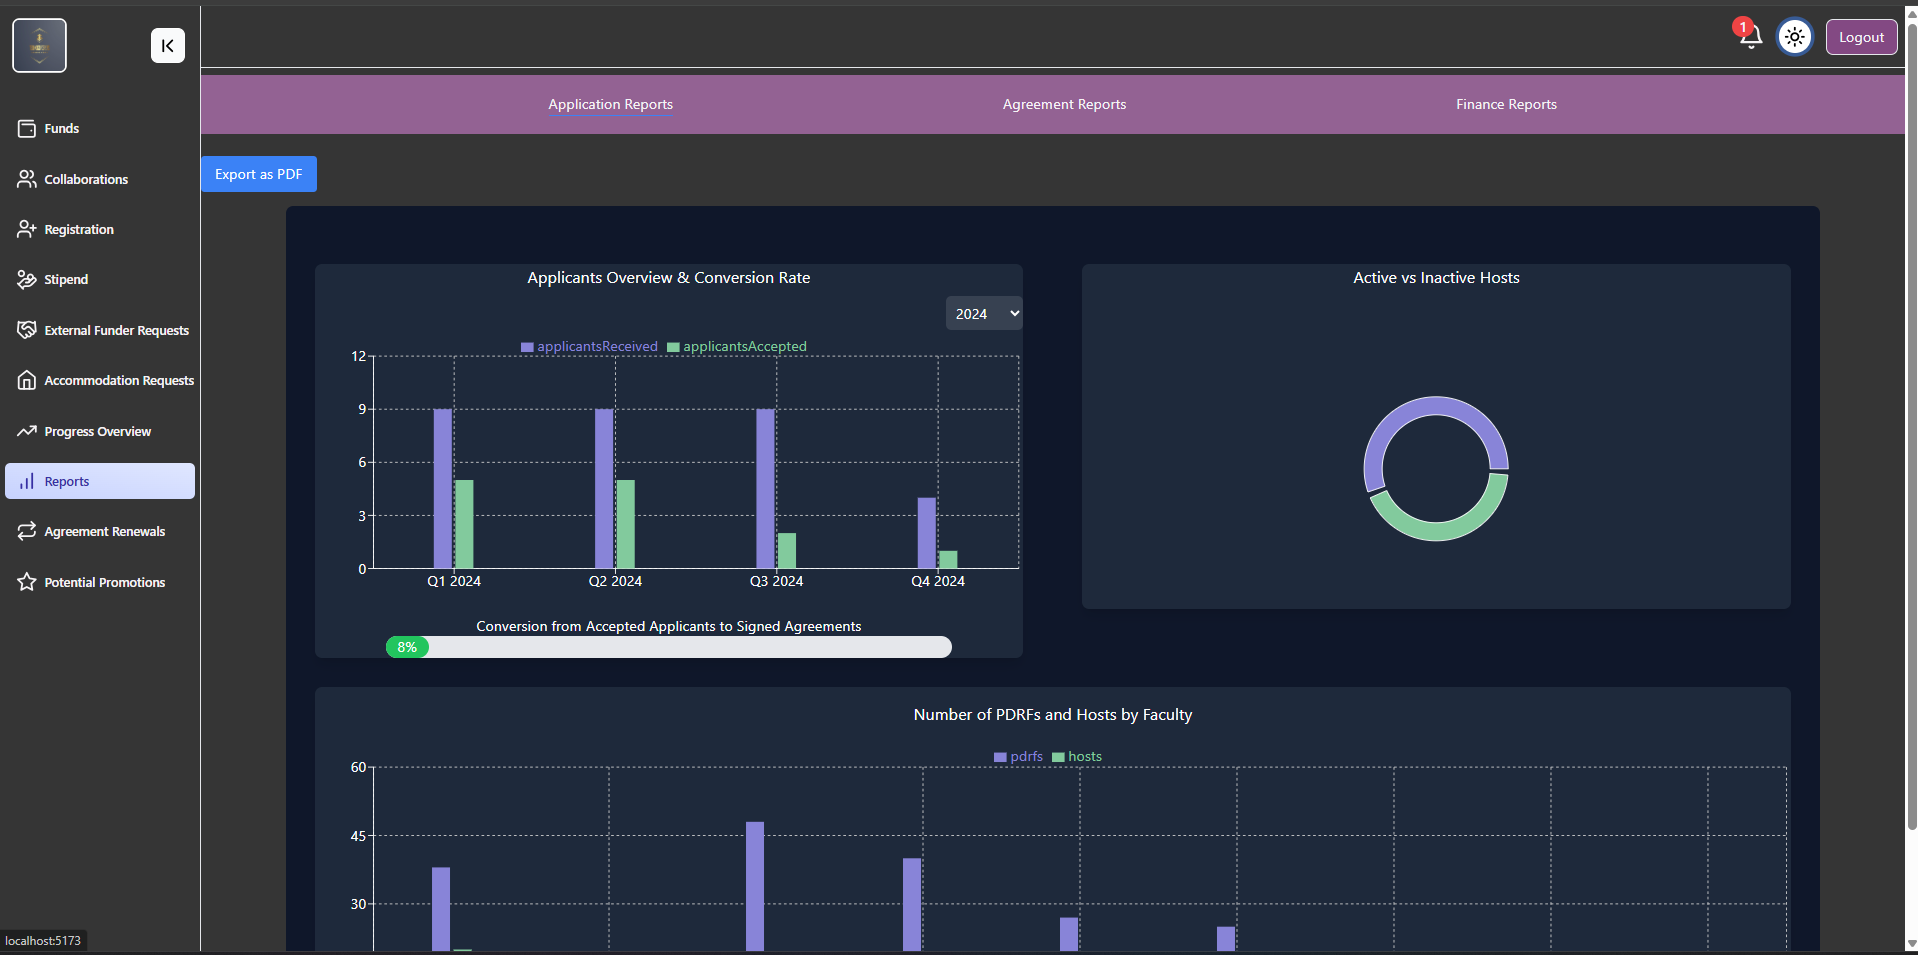 1
Logout
Funds
Collaborations
Registration
Stipend
External Funder Requests
Accommodation Requests
Progress Overview
Reports
Agreement Renewals
Potential Promotions
Application Reports
Agreement Reports
Finance Reports
Export as PDF
Applicants Overview & Conversion Rate
2024
applicantsReceived applicantsAccepted
12
9
6
3
0
Q1 2024 Q2 2024 Q3 2024 Q4 2024
Conversion from Accepted Applicants to Signed Agreements
8%
Active vs Inactive Hosts
Number of PDRFs and Hosts by Faculty
pdrfs hosts
60
45
30
localhost:5173